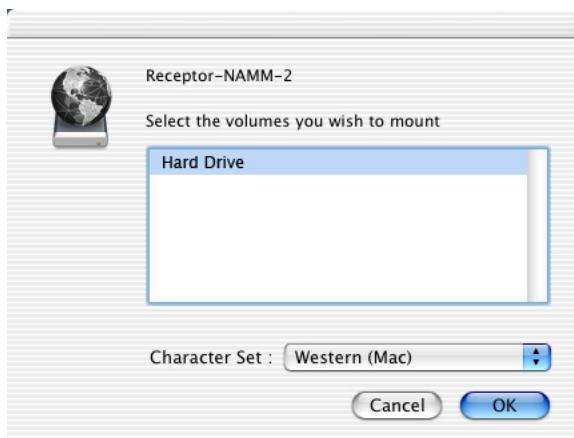 Receptor-NAMM-2
Select the volumes you wish to mount
Hard Drive
Character Set : Western (Mac)
Cancel OK